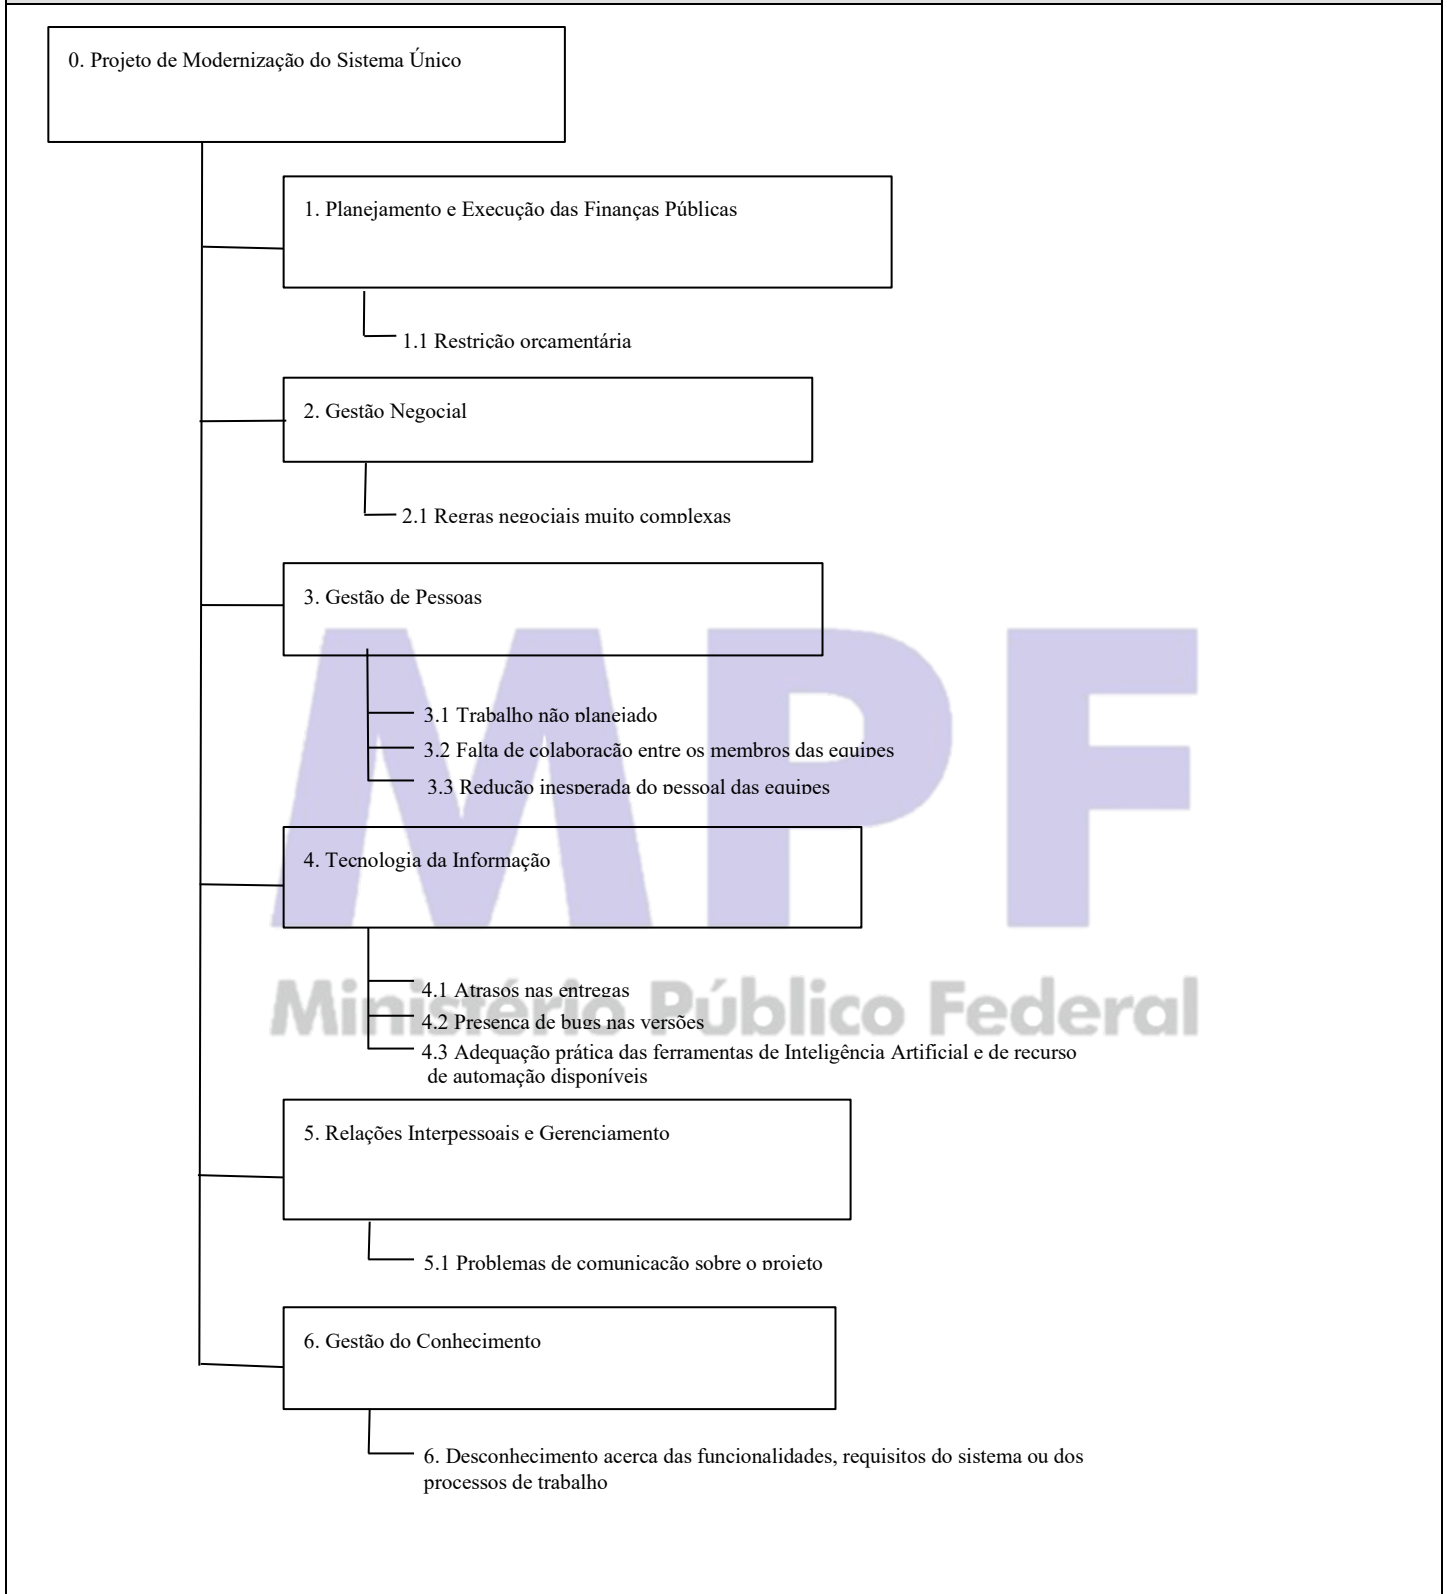 0. Projeto de Modernização do Sistema Único
1. Planejamento e Execução das Finanças Públicas
1.1 Restrição orçamentária
2. Gestão Negocial
2.1 Regras negociais muito complexas
3. Gestão de Pessoas
3.1 Trabalho não planejado
3.2 Falta de colaboração entre os membros das equipes
3.3 Redução inesperada do pessoal das equipes
4. Tecnologia da Informação
MPF
4.1 Atrasos nas entregas
Ministério Público Federal
4.2 Presença de bugs nas versões
4.3 Adequação prática das ferramentas de Inteligência Artificial e de recurso
de automação disponíveis
5. Relações Interpessoais e Gerenciamento
5.1 Problemas de comunicação sobre o projeto
6. Gestão do Conhecimento
6. Desconhecimento acerca das funcionalidades, requisitos do sistema ou dos
processos de trabalho